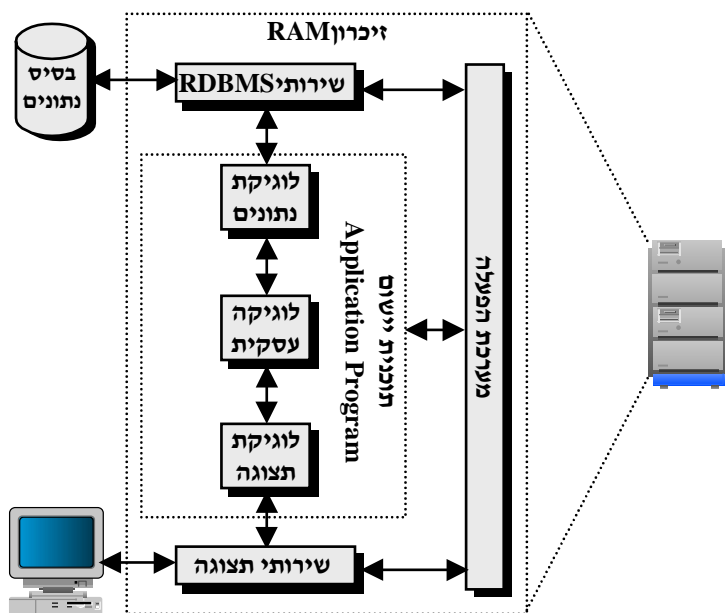 זיכרון RAM
בסיס
נתונים
שירותי RDBMS
לוגיקת
נתונים
לוגיקה
עסקית
לוגיקת
תצוגה
תוכנית יישום
Application Program
מערכת הפעלה
שירותי תצוגה